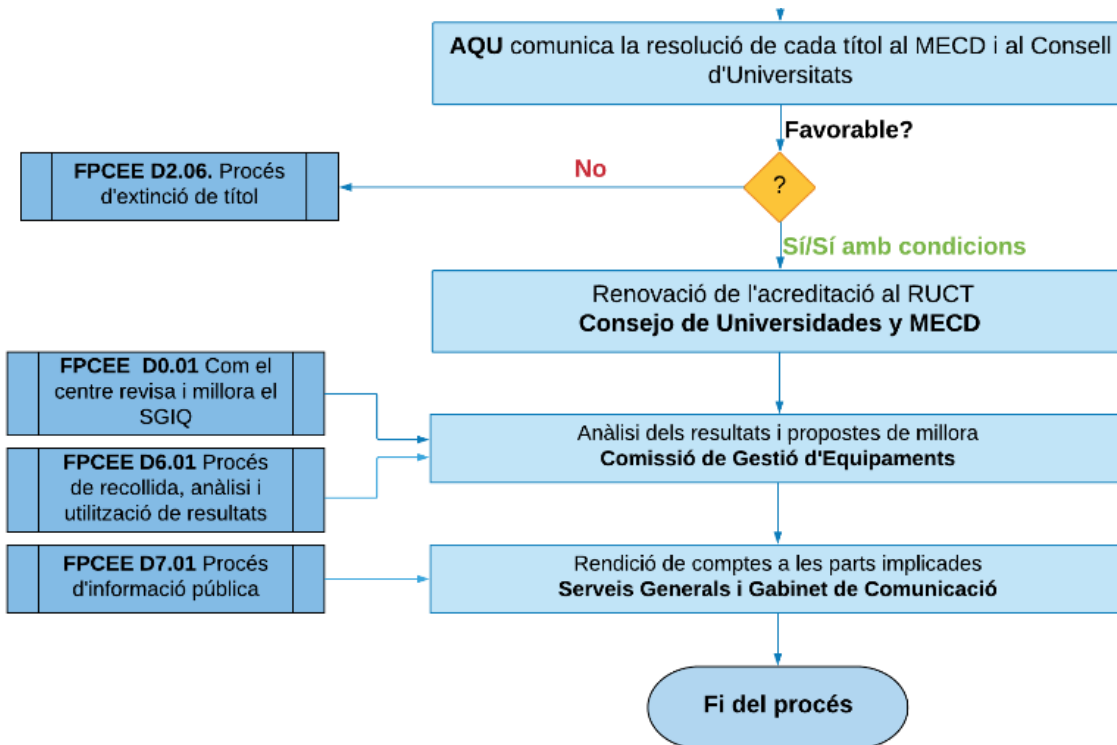 AQU comunica la resolució de cada títol al MECD i al Consell
d'Universitats
Favorable?
No
?
FPCEE D2.06. Procés
d'extinció de títol
Sí/Sí amb condicions
Renovació de l'acreditació al RUCT
Consejo de Universidades y MECD
FPCEE D0.01 Com el
centre revisa i millora el
SGIQ
Anàlisi dels resultats i propostes de millora
Comissió de Gestió d'Equipaments
FPCEE D6.01 Procés
de recollida, anàlisi i
utilització de resultats
FPCEE D7.01 Procés
d'informació pública
Rendició de comptes a les parts implicades
Serveis Generals i Gabinet de Comunicació
Fi del procés